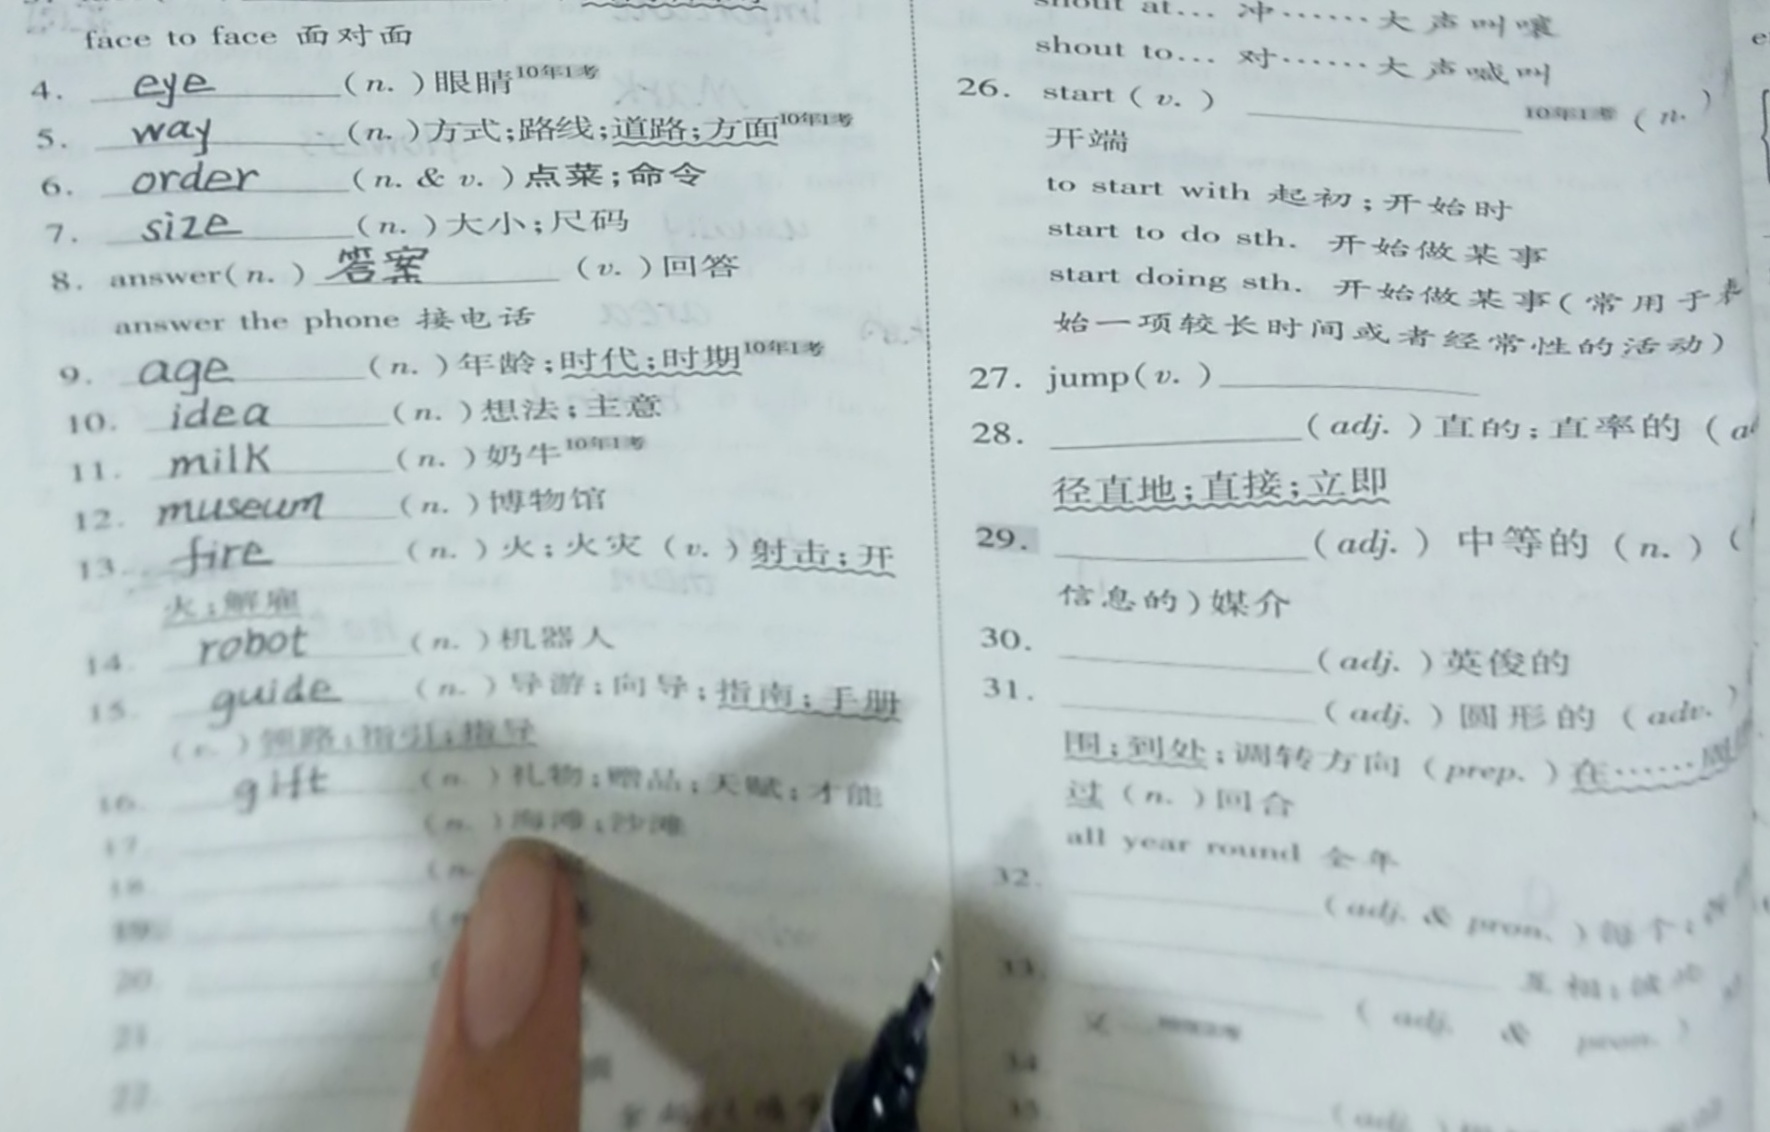 face to face 面对面
4. eye (n.)眼睛10年1考
5. way (n.)方式;路线;道路;方面10年1考
6. order (n. & v.)点菜;命令
7. size (n.)大小;尺码
8. answer(n.) 答案 (v.)回答
answer the phone 接电话
9. age (n.)年龄;时代;时期10年1考
10. idea (n.)想法;主意
11. milk (n.)奶牛10年1考
12. museum (n.)博物馆
13. fire (n.)火;火灾(v.)射击;开
火;解雇
14. robot (n.)机器人
15. guide (n.)导游;向导;指南;手册
(v.)领路;指引;指导
16. gift (n.)礼物;赠品;天赋;才能
17. (n.)海滩;沙滩
18. (n.
19.
20.
21.
22.
shout at… 冲……大声叫嚷
shout to… 对……大声喊叫
26. start(v.) 10年1考(n.)
开端
to start with 起初;开始时
start to do sth. 开始做某事
start doing sth. 开始做某事(常用于
始一项较长时间或者经常性的活动)
27. jump(v.)
28. (adj.)直的;直率的(a
径直地;直接;立即
29. (adj.)中等的(n.)(
信息的)媒介
30. (adj.)英俊的
31. (adj.)圆形的(adv.)
围;到处;调转方向(prep.)在……周
过(n.)回合
all year round 全年
32. (adj. & pron.)每个;
互相;彼此
33. (adj. & pron.)
34
35 (adj.